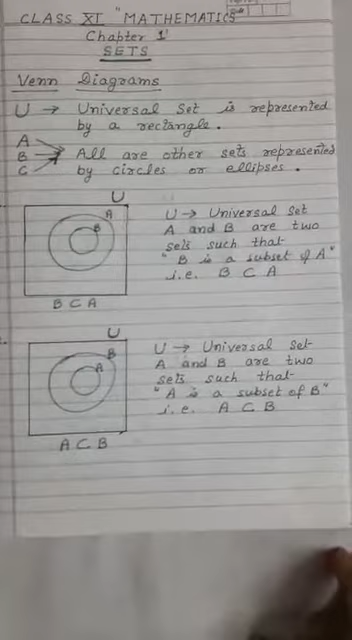 CLASS XI "MATHEMATICS
Chapter 1
SETS
Venn Diagrams
U → Universal Set is represented
by a rectangle.
A
B → All are other sets represented
C by circles or ellipses.
U
A
B
B ⊂ A
U → Universal Set
A and B are two
sets such that
"B is a subset of A"
i.e. B ⊂ A
U
B
A
A ⊂ B
U → Universal Set
A and B are two
sets such that
"A is a subset of B"
i.e. A ⊂ B